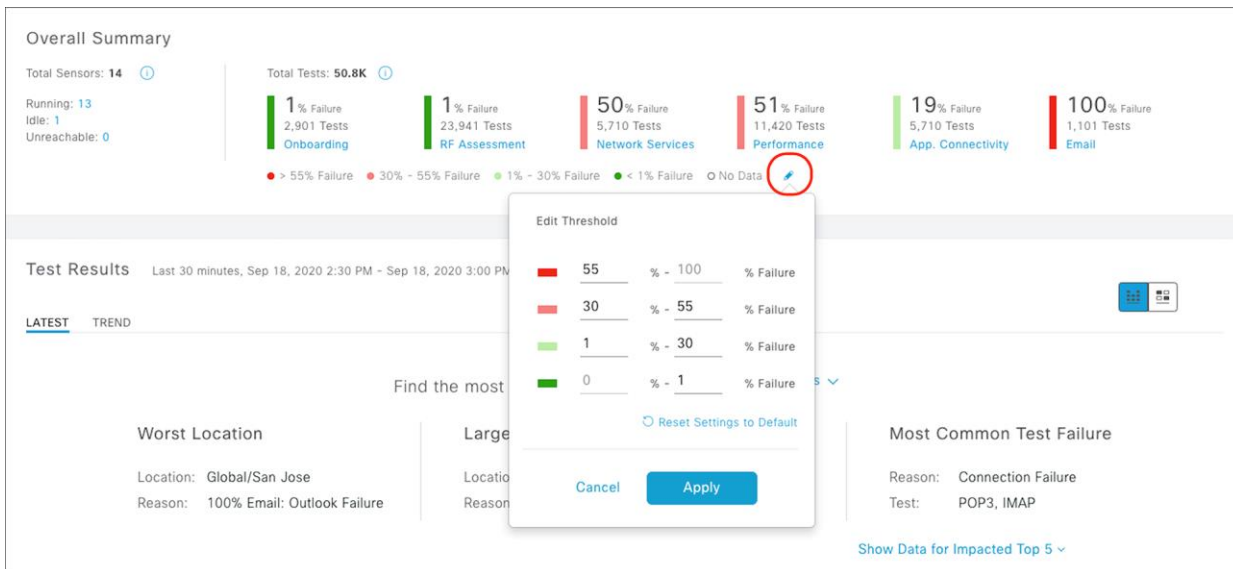 Overall Summary
Total Sensors: 14
Running: 13
Idle: 1
Unreachable: 0
Total Tests: 50.8K
1% Failure
2,901 Tests
Onboarding
1% Failure
23,941 Tests
RF Assessment
50% Failure
5,710 Tests
Network Services
51% Failure
11,420 Tests
Performance
19% Failure
5,710 Tests
App. Connectivity
100% Failure
1,101 Tests
Email
> 55% Failure 30% - 55% Failure 1% - 30% Failure < 1% Failure No Data
Edit Threshold
55 % - 100 % Failure
30 % - 55 % Failure
1 % - 30 % Failure
0 % - 1 % Failure
Reset Settings to Default
Cancel Apply
Test Results Last 30 minutes, Sep 18, 2020 2:30 PM - Sep 18, 2020 3:00 PM
LATEST TREND
Find the most
Worst Location
Location: Global/San Jose
Reason: 100% Email: Outlook Failure
Large
Locatio
Reason
Most Common Test Failure
Reason: Connection Failure
Test: POP3, IMAP
Show Data for Impacted Top 5